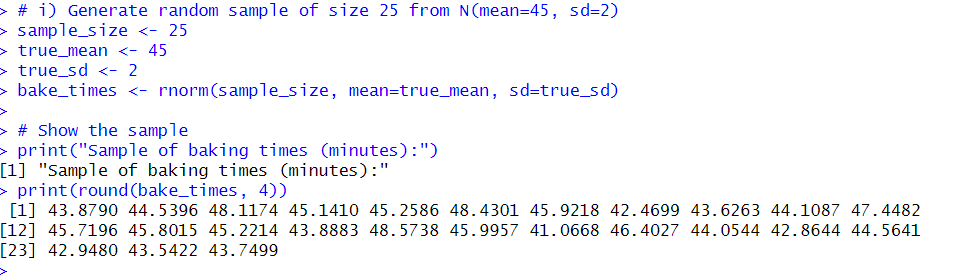 > # i) Generate random sample of size 25 from N(mean=45, sd=2)
> sample_size <- 25
> true_mean <- 45
> true_sd <- 2
> bake_times <- rnorm(sample_size, mean=true_mean, sd=true_sd)
>
> # Show the sample
> print("Sample of baking times (minutes):")
[1] "Sample of baking times (minutes):"
> print(round(bake_times, 4))
 [1] 43.8790 44.5396 48.1174 45.1410 45.2586 48.4301 45.9218 42.4699 43.6263 44.1087 47.4482
[12] 45.7196 45.8015 45.2214 43.8883 48.5738 45.9957 41.0668 46.4027 44.0544 42.8644 44.5641
[23] 42.9480 43.5422 43.7499
>